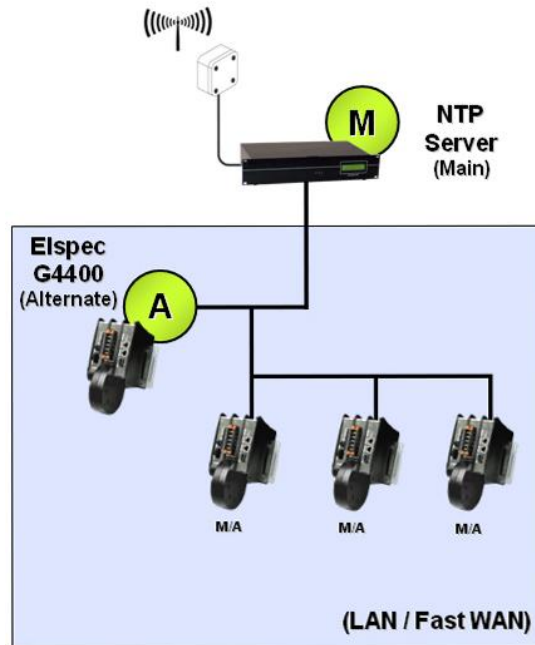 M
NTP
Server
(Main)
Elspec
G4400
(Alternate)
A
M/A
M/A
M/A
(LAN / Fast WAN)